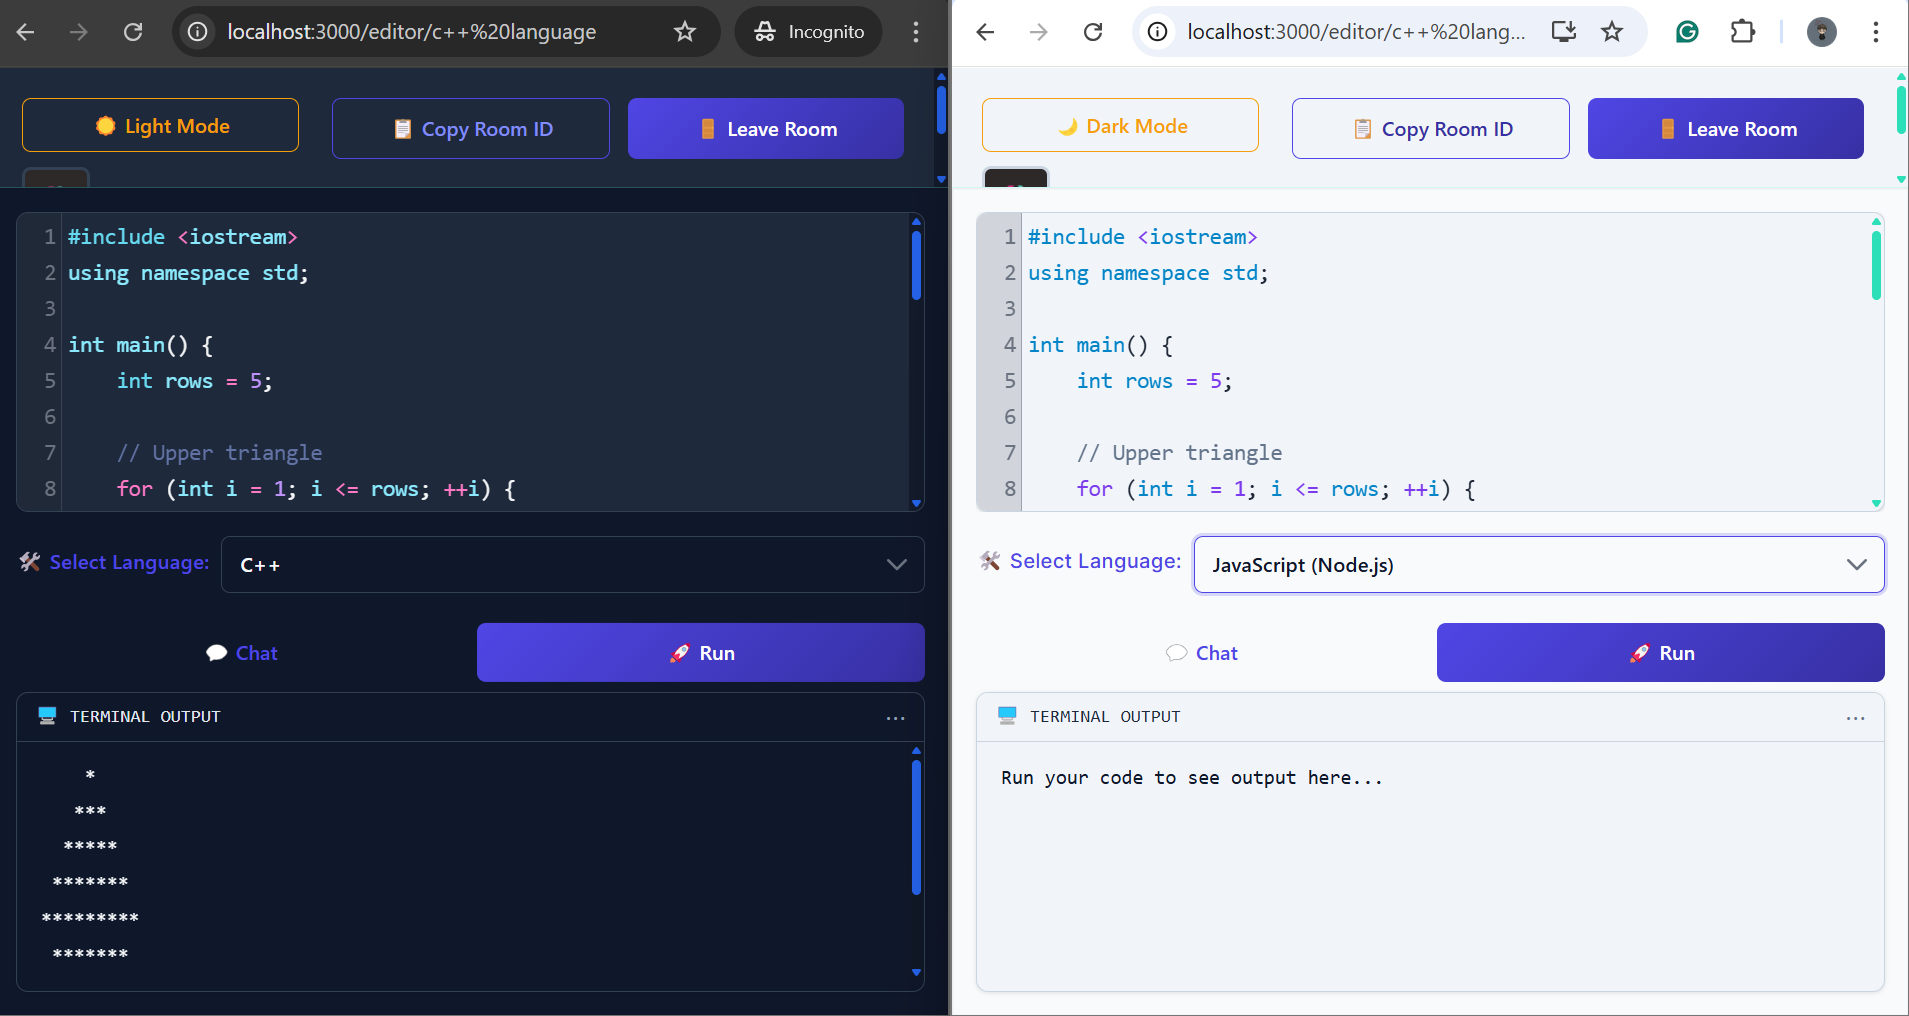 localhost:3000/editor/c++%20language
Incognito
Light Mode
Copy Room ID
Leave Room
1 #include <iostream>
2 using namespace std;
3
4 int main() {
5     int rows = 5;
6
7     // Upper triangle
8     for (int i = 1; i <= rows; ++i) {
Select Language:
C++
Chat
Run
TERMINAL OUTPUT
    *
   ***
  *****
 *******
*********
 *******
localhost:3000/editor/c++%20lang...
Dark Mode
Copy Room ID
Leave Room
1 #include <iostream>
2 using namespace std;
3
4 int main() {
5     int rows = 5;
6
7     // Upper triangle
8     for (int i = 1; i <= rows; ++i) {
Select Language:
JavaScript (Node.js)
Chat
Run
TERMINAL OUTPUT
Run your code to see output here...